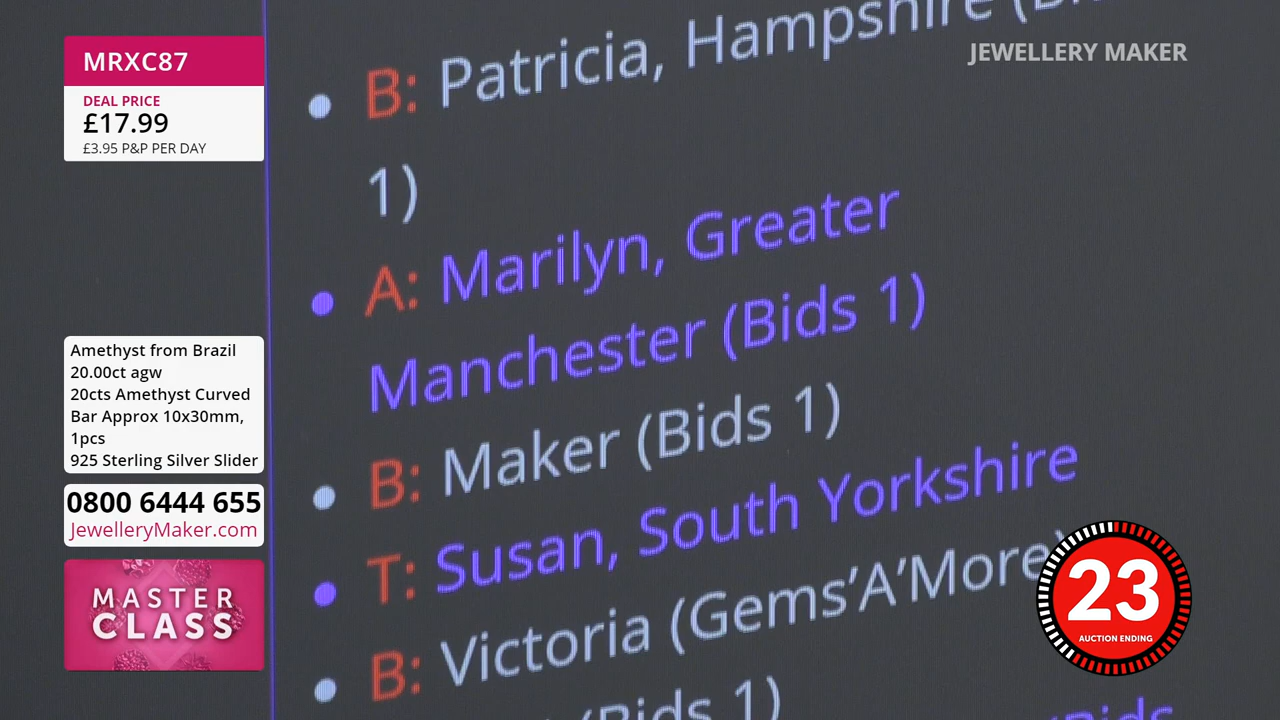 MRXC87
DEAL PRICE
£17.99
£3.95 P&P PER DAY
JEWELLERY MAKER
B: Patricia, Hampshire
1)
A: Marilyn, Greater
Manchester (Bids 1)
B: Maker (Bids 1)
T: Susan, South Yorkshire
B: Victoria (Gems’A’More)
(Bids 1)
Amethyst from Brazil
20.00ct agw
20cts Amethyst Curved
Bar Approx 10x30mm,
1pcs
925 Sterling Silver Slider
0800 6444 655
JewelleryMaker.com
MASTER
CLASS
23
AUCTION ENDING